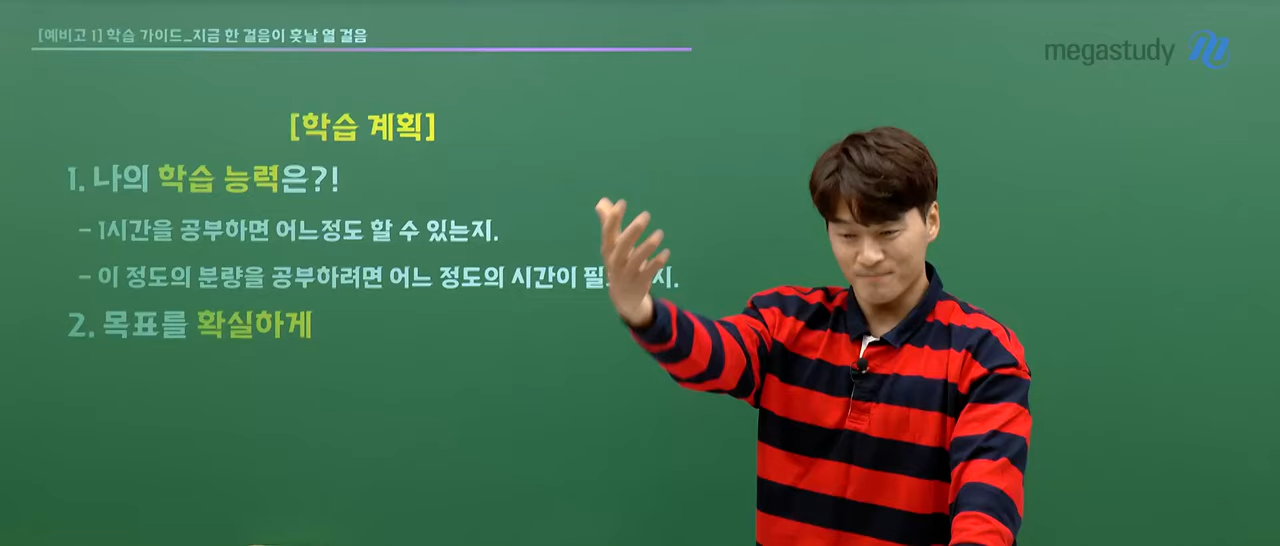 [예비고 1] 학습 가이드_지금 한 걸음이 훗날 열 걸음
megastudy
[학습 계획]
1. 나의 학습 능력은?!
- 1시간을 공부하면 어느정도 할 수 있는지.
- 이 정도의 분량을 공부하려면 어느 정도의 시간이 지.
2. 목표를 확실하게